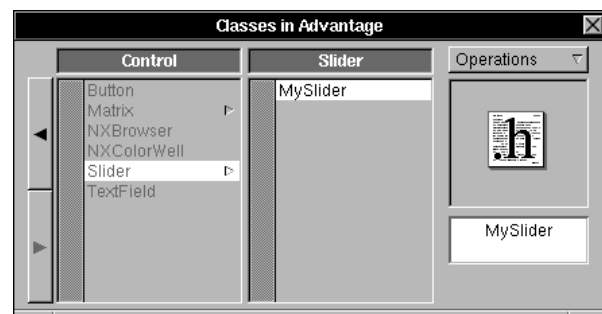 Classes in Advantage
Control
Slider
Operations
Button
Matrix
NXBrowser
NXColorWell
Slider
TextField
MySlider
.h
MySlider